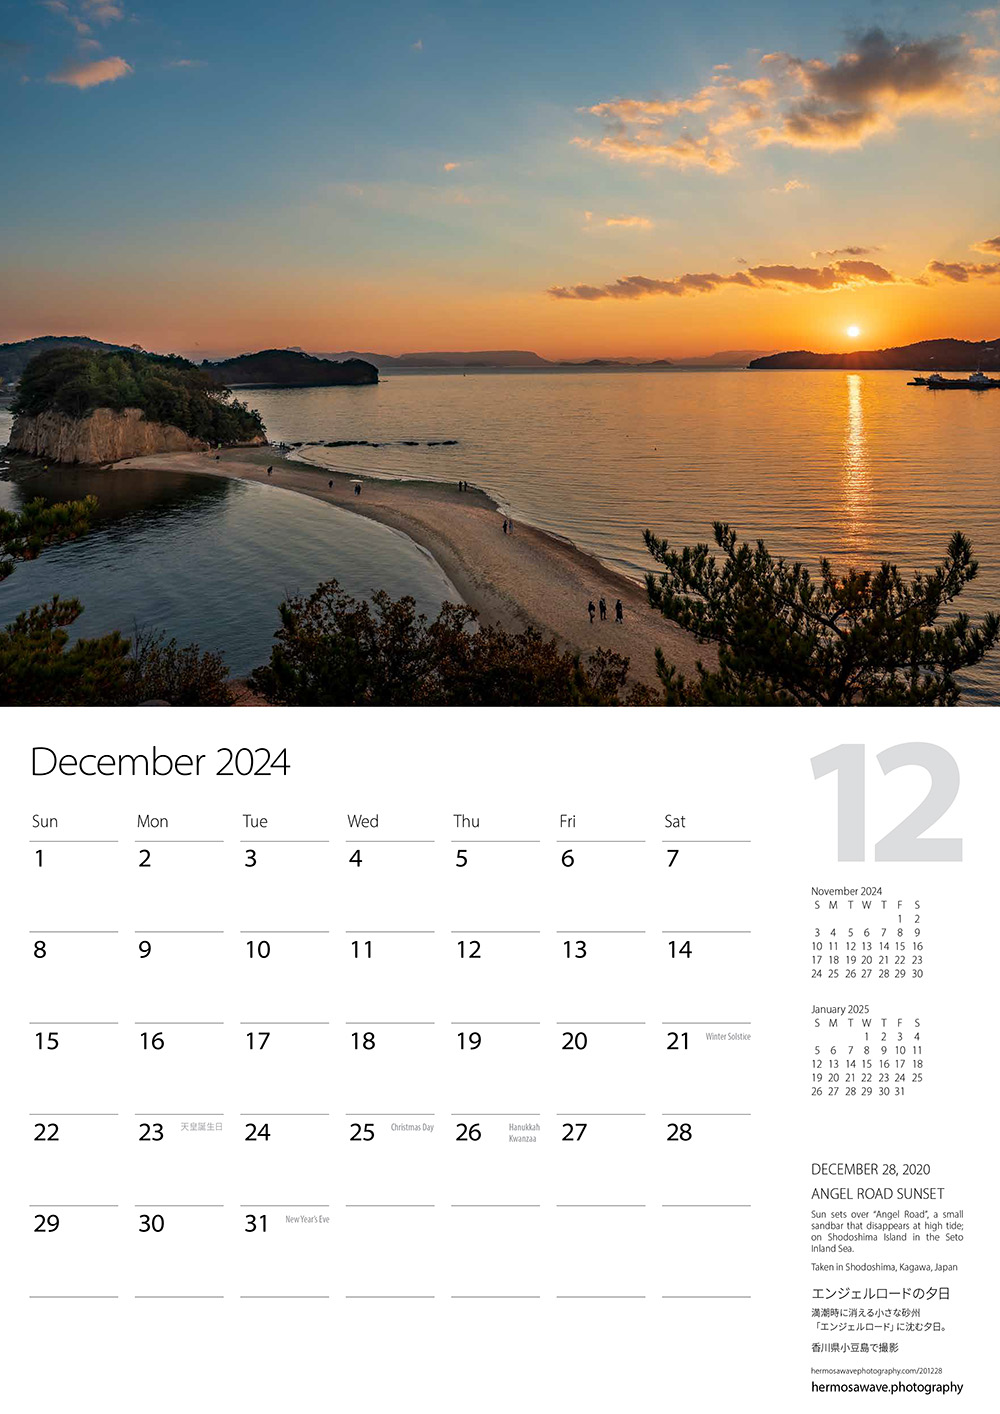 December 2024
12
Sun Mon Tue Wed Thu Fri Sat
1 2 3 4 5 6 7
8 9 10 11 12 13 14
15 16 17 18 19 20 21 Winter Solstice
22 23 天皇誕生日 24 25 Christmas Day 26 Hanukkah
Kwanzaa 27 28
29 30 31 New Year's Eve
November 2024
S M T W T F S
1 2
3 4 5 6 7 8 9
10 11 12 13 14 15 16
17 18 19 20 21 22 23
24 25 26 27 28 29 30
January 2025
S M T W T F S
1 2 3 4
5 6 7 8 9 10 11
12 13 14 15 16 17 18
19 20 21 22 23 24 25
26 27 28 29 30 31
DECEMBER 28, 2020
ANGEL ROAD SUNSET
Sun sets over “Angel Road”, a small
sandbar that disappears at high tide;
on Shodoshima Island in the Seto
Inland Sea.
Taken in Shodoshima, Kagawa, Japan
エンジェルロードの夕日
満潮時に消える小さな砂州
「エンジェルロード」に沈む夕日。
香川県小豆島で撮影
hermosawavephotography.com/201228
hermosawave.photography